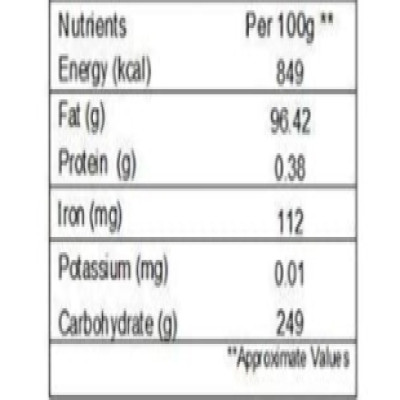 Nutrients Per 100g **
Energy (kcal) 849
Fat (g) 96.42
Protein (g) 0.38
Iron (mg) 112
Potassium (mg) 0.01
Carbohydrate (g) 249
**Approximate Values